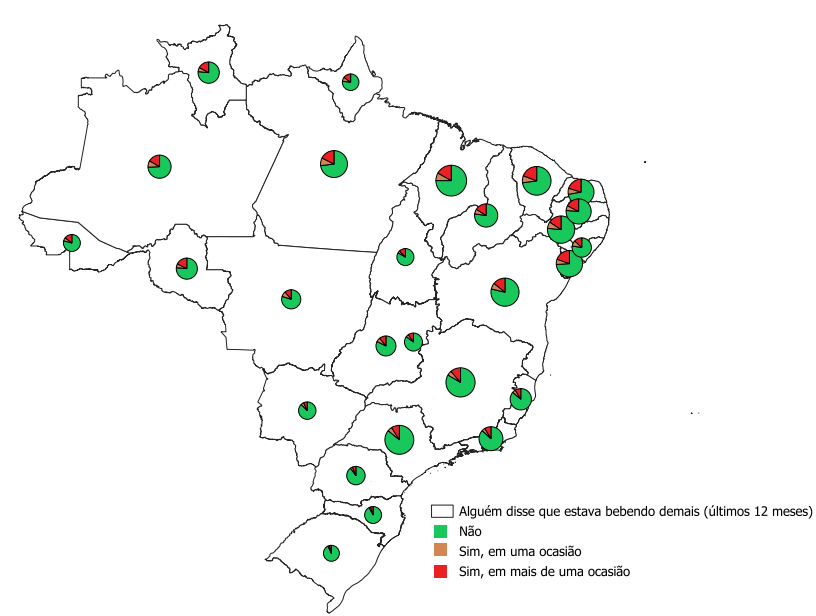 Alguém disse que estava bebendo demais (últimos 12 meses)
Não
Sim, em uma ocasião
Sim, em mais de uma ocasião